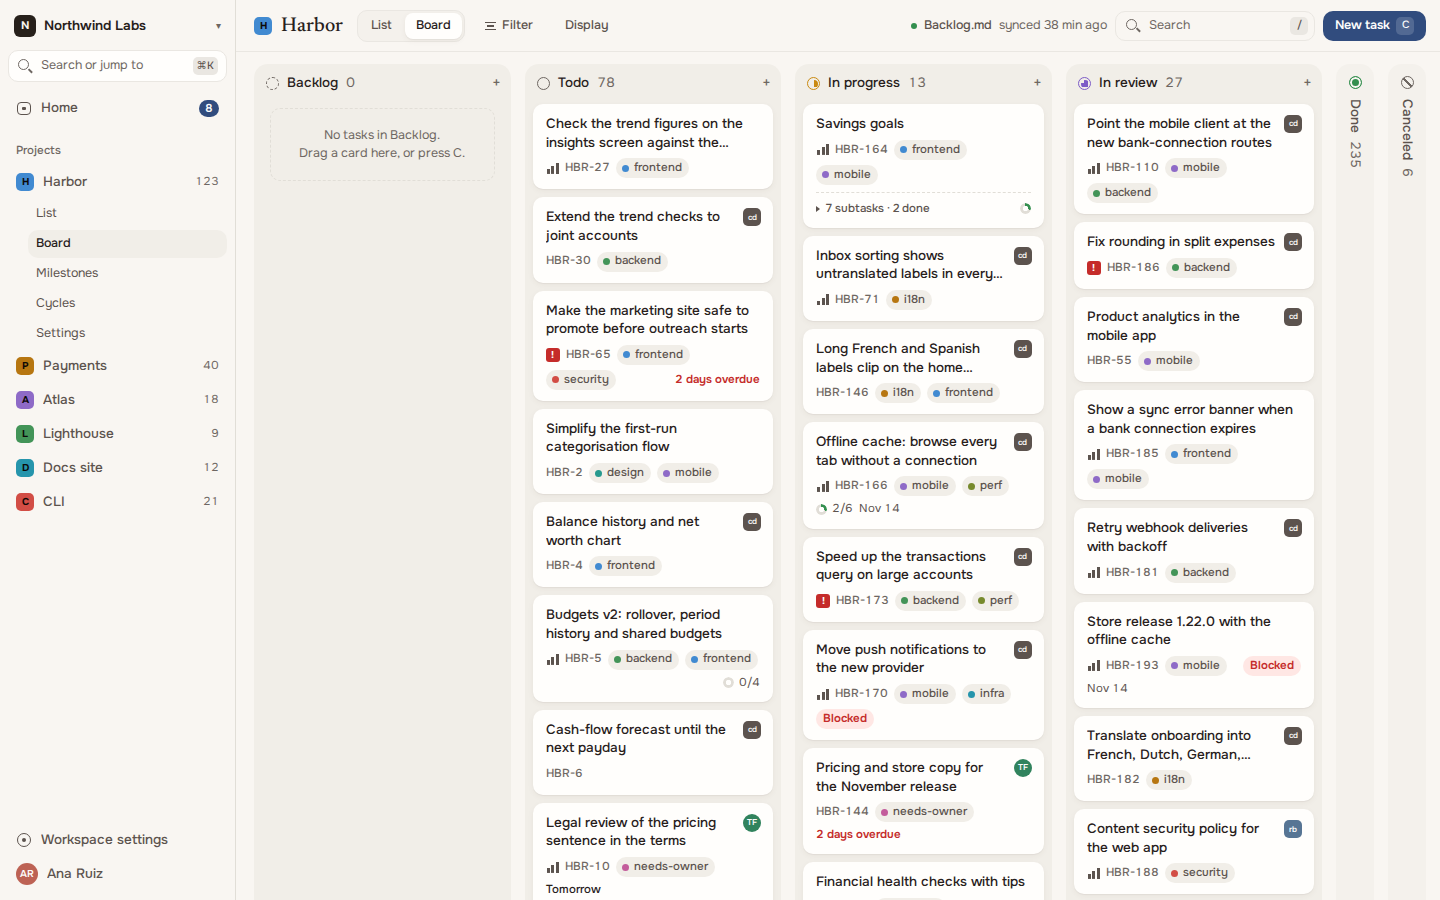 N Northwind Labs
Search or jump to ⌘K
Home 8
Projects
H Harbor 123
List
Board
Milestones
Cycles
Settings
P Payments 40
A Atlas 18
L Lighthouse 9
D Docs site 12
C CLI 21
Workspace settings
AR Ana Ruiz
H Harbor List Board Filter Display Backlog.md synced 38 min ago Search / New task C
Backlog 0 +
No tasks in Backlog.
Drag a card here, or press C.
Todo 78 +
Check the trend figures on the
insights screen against the…
HBR-27 frontend
Extend the trend checks to cd
joint accounts
HBR-30 backend
Make the marketing site safe to
promote before outreach starts
! HBR-65 frontend
security 2 days overdue
Simplify the first-run
categorisation flow
HBR-2 design mobile
Balance history and net cd
worth chart
HBR-4 frontend
Budgets v2: rollover, period
history and shared budgets
HBR-5 backend frontend
0/4
Cash-flow forecast until the cd
next payday
HBR-6
Legal review of the pricing TF
sentence in the terms
HBR-10 needs-owner
Tomorrow
In progress 13 +
Savings goals
HBR-164 frontend
mobile
7 subtasks · 2 done
Inbox sorting shows cd
untranslated labels in every…
HBR-71 i18n
Long French and Spanish cd
labels clip on the home…
HBR-146 i18n frontend
Offline cache: browse every cd
tab without a connection
HBR-166 mobile perf
2/6 Nov 14
Speed up the transactions cd
query on large accounts
! HBR-173 backend perf
Move push notifications to cd
the new provider
HBR-170 mobile infra
Blocked
Pricing and store copy for TF
the November release
HBR-144 needs-owner
2 days overdue
Financial health checks with tips
In review 27 +
Point the mobile client at the cd
new bank-connection routes
HBR-110 mobile
backend
Fix rounding in split expenses cd
! HBR-186 backend
Product analytics in the cd
mobile app
HBR-55 mobile
Show a sync error banner when
a bank connection expires
HBR-185 frontend
mobile
Retry webhook deliveries cd
with backoff
HBR-181 backend
Store release 1.22.0 with the
offline cache
HBR-193 mobile Blocked
Nov 14
Translate onboarding into cd
French, Dutch, German,…
HBR-182 i18n
Content security policy for rb
the web app
HBR-188 security
Done 235
Canceled 6